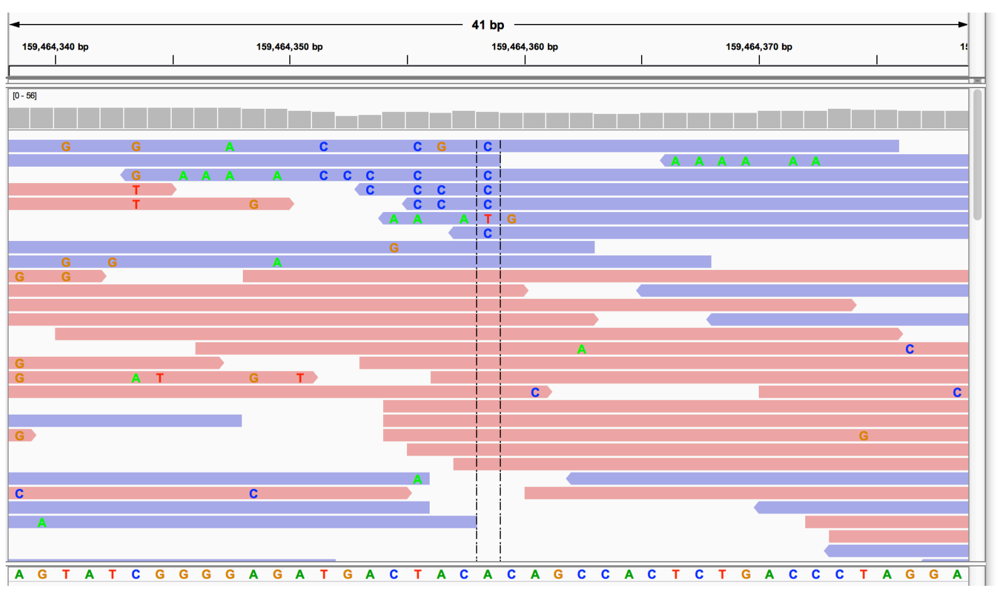 41 bp
159,464,340 bp 159,464,350 bp 159,464,360 bp 159,464,370 bp
[0 - 56]
G G A C C G C
A A A A A A
G A A A A C C C C C
T C C C C
T G C C C
A A A T G
C
G
G G A
G G
A C
G
G A T G T
C C
G G
A
C C
A
A G T A T C G G G G A G A T G A C T A C A C A G C C A C T C T G A C C C T A G G A